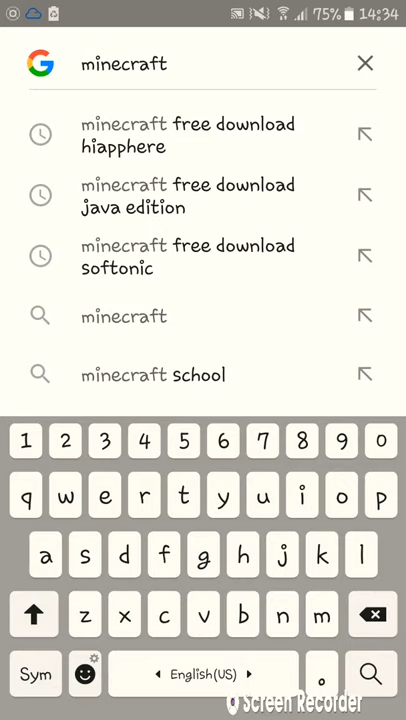 75% 14:34
minecraft
minecraft free download
hiapphere
minecraft free download
java edition
minecraft free download
softonic
minecraft
minecraft school
1 2 3 4 5 6 7 8 9 0
q w e r t y u i o p
a s d f g h j k l
z x c v b n m
Sym English(US) .
Screen Recorder